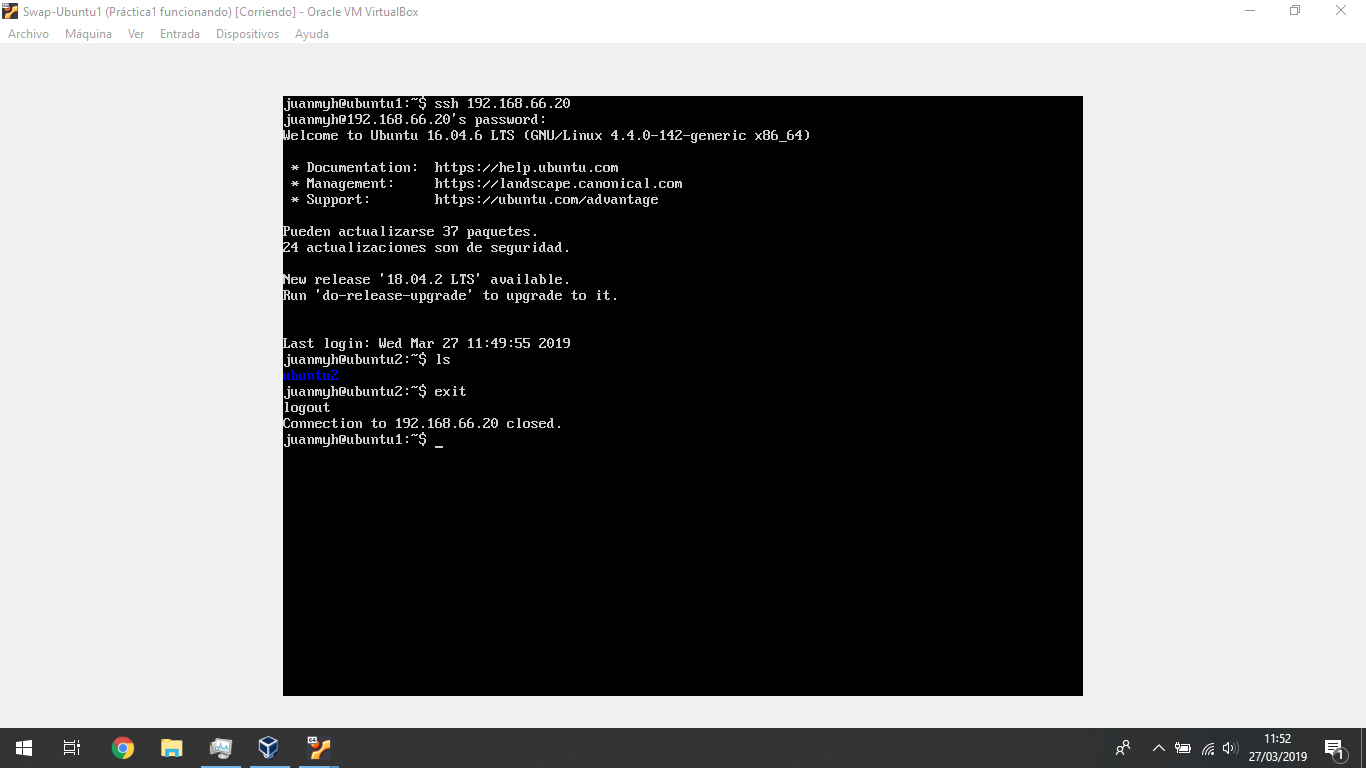 Swap-Ubuntu1 (Práctica1 funcionando) [Corriendo] - Oracle VM VirtualBox
Archivo Máquina Ver Entrada Dispositivos Ayuda
juanmyh@ubuntu1:~$ ssh 192.168.66.20
juanmyh@192.168.66.20's password:
Welcome to Ubuntu 16.04.6 LTS (GNU/Linux 4.4.0-142-generic x86_64)
* Documentation: https://help.ubuntu.com
* Management: https://landscape.canonical.com
* Support: https://ubuntu.com/advantage
Pueden actualizarse 37 paquetes.
24 actualizaciones son de seguridad.
New release '18.04.2 LTS' available.
Run 'do-release-upgrade' to upgrade to it.
Last login: Wed Mar 27 11:49:55 2019
juanmyh@ubuntu2:~$ ls
ubuntu2
juanmyh@ubuntu2:~$ exit
logout
Connection to 192.168.66.20 closed.
juanmyh@ubuntu1:~$ _
11:52
27/03/2019
1